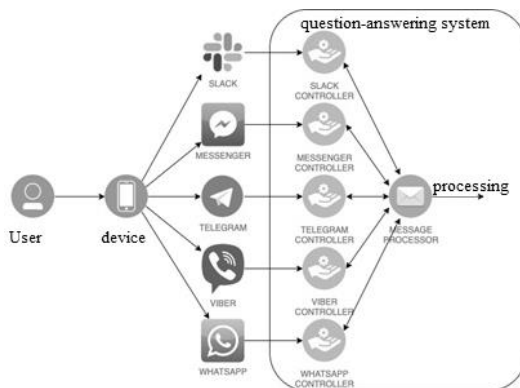 question-answering system
SLACK
SLACK
CONTROLLER
MESSENGER
MESSENGER
CONTROLLER
User
device
TELEGRAM
TELEGRAM
CONTROLLER
MESSAGE
PROCESSOR
processing
VIBER
VIBER
CONTROLLER
WHATSAPP
WHATSAPP
CONTROLLER